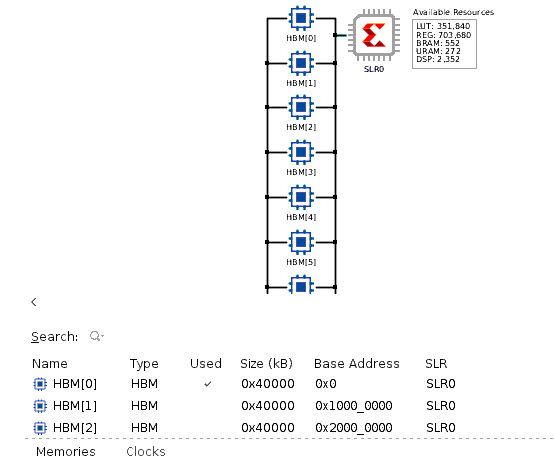 Available Resources
LUT: 351,840
REG: 703,680
BRAM: 552
URAM: 272
DSP: 2,352
SLR0
HBM[0]
HBM[1]
HBM[2]
HBM[3]
HBM[4]
HBM[5]
Search:
Name Type Used Size (kB) Base Address SLR
HBM[0] HBM ✓ 0x40000 0x0 SLR0
HBM[1] HBM 0x40000 0x1000_0000 SLR0
HBM[2] HBM 0x40000 0x2000_0000 SLR0
Memories Clocks